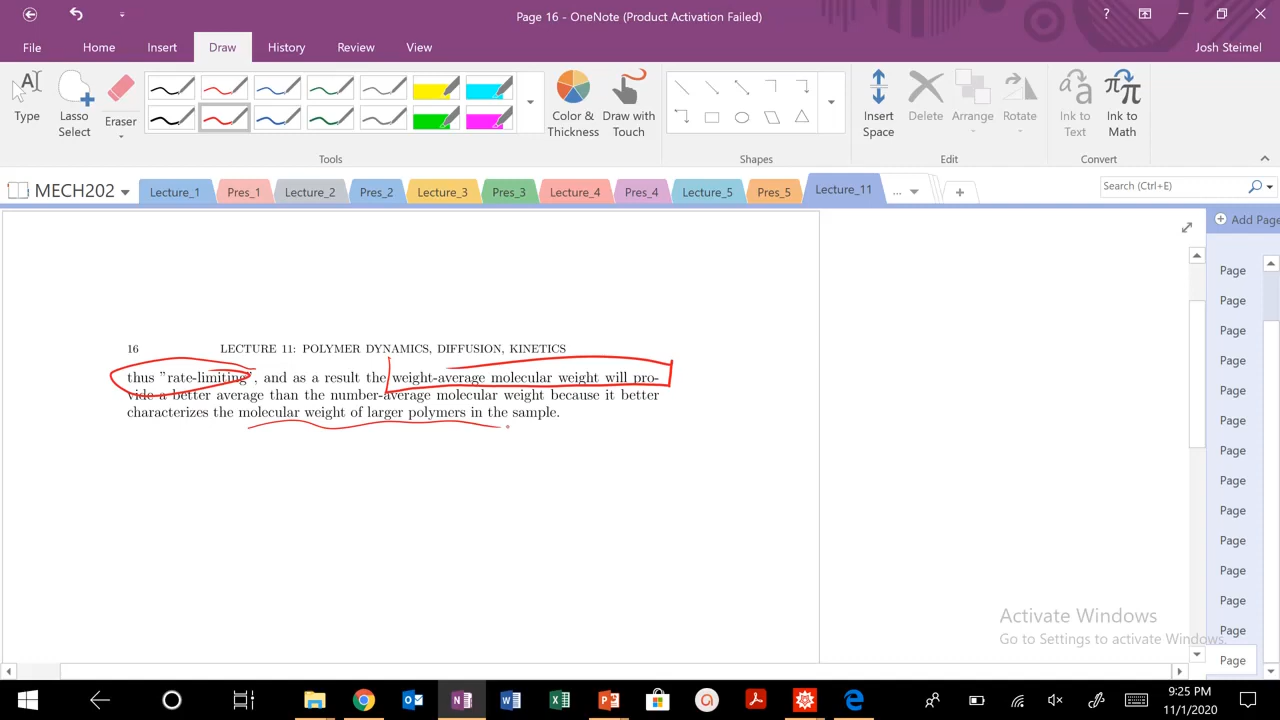 Page 16 - OneNote (Product Activation Failed)
File Home Insert Draw History Review View Josh Steimel
Type Lasso Select Eraser Color & Thickness Draw with Touch Insert Space Delete Arrange Rotate Ink to Text Ink to Math
Tools Shapes Edit Convert
MECH202 Lecture_1 Pres_1 Lecture_2 Pres_2 Lecture_3 Pres_3 Lecture_4 Pres_4 Lecture_5 Pres_5 Lecture_11 ... Search (Ctrl+E)
Add Page
Page
Page
Page
Page
Page
Page
Page
Page
Page
Page
Page
Page
Page
Page
16 LECTURE 11: POLYMER DYNAMICS, DIFFUSION, KINETICS
thus "rate-limiting", and as a result the weight-average molecular weight will pro-
vide a better average than the number-average molecular weight because it better
characterizes the molecular weight of larger polymers in the sample.
Activate Windows
Go to Settings to activate Windows.
9:25 PM
11/1/2020